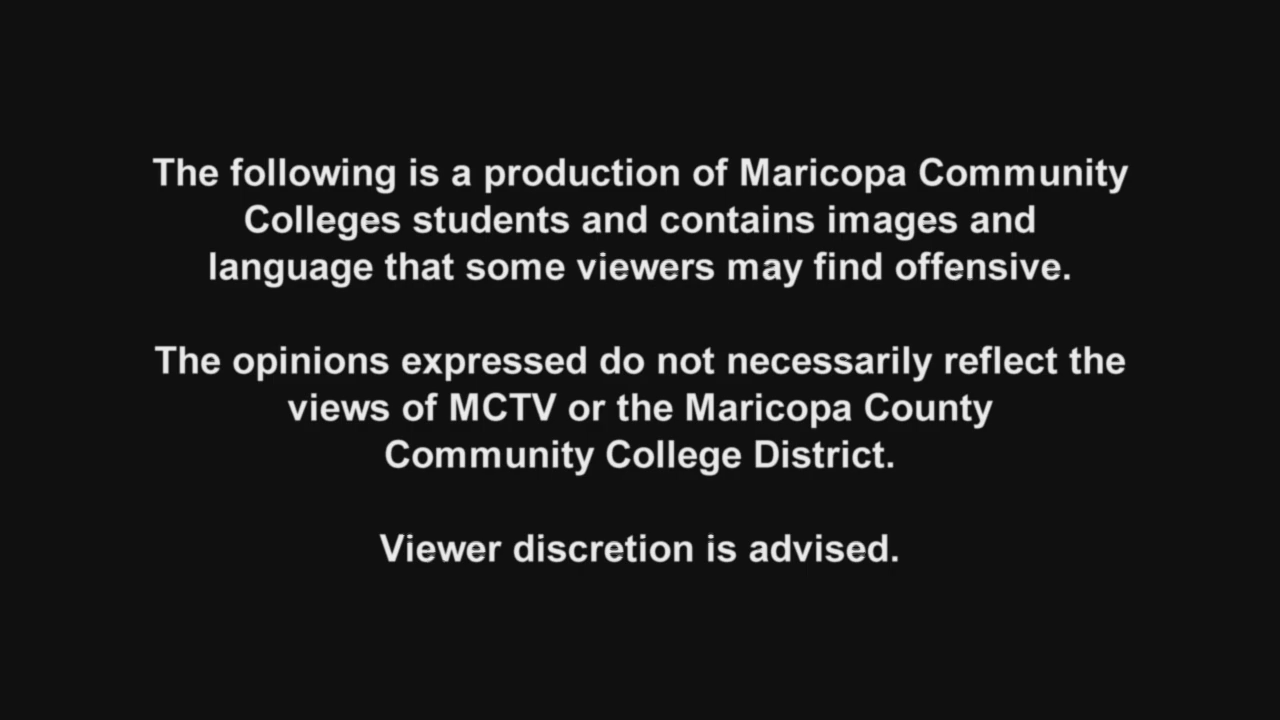 The following is a production of Maricopa Community
Colleges students and contains images and
language that some viewers may find offensive.
The opinions expressed do not necessarily reflect the
views of MCTV or the Maricopa County
Community College District.
Viewer discretion is advised.